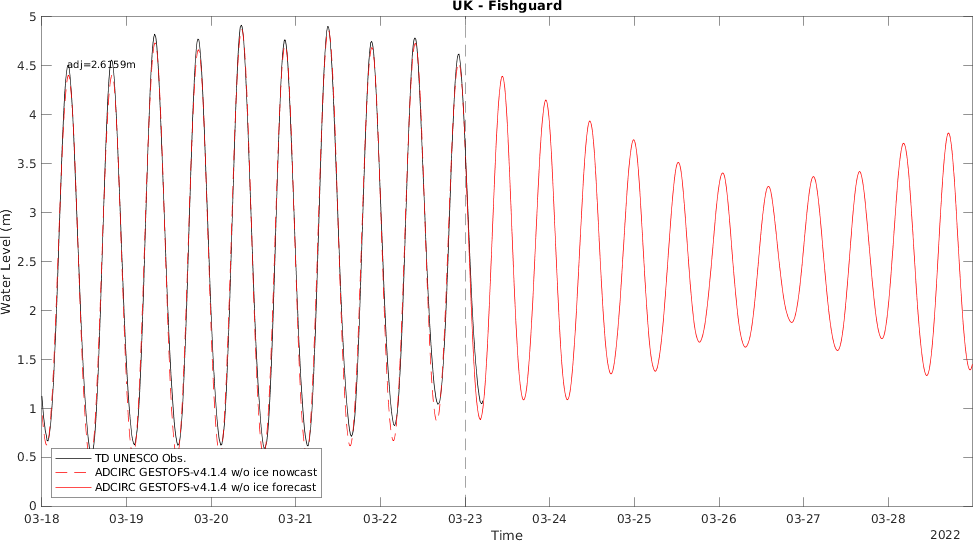 UK - Fishguard
5
4.5
4
3.5
3
2.5
2
1.5
1
0.5
0
Water Level (m)
adj=2.6159m
TD UNESCO Obs.
ADCIRC GESTOFS-v4.1.4 w/o ice nowcast
ADCIRC GESTOFS-v4.1.4 w/o ice forecast
03-18 03-19 03-20 03-21 03-22 03-23 03-24 03-25 03-26 03-27 03-28
Time
2022